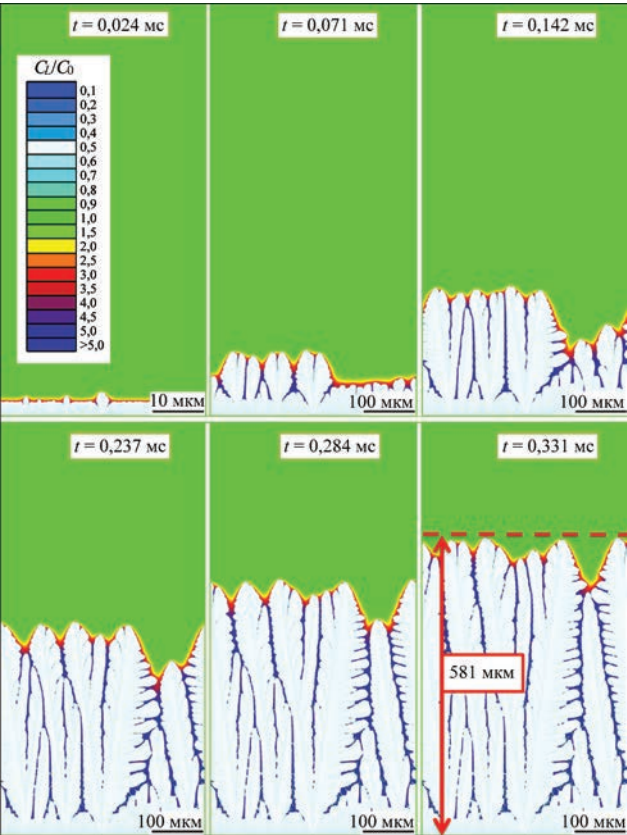 t = 0,024 мс
t = 0,071 мс
t = 0,142 мс
C_L/C_0
0,1
0,2
0,3
0,4
0,5
0,6
0,7
0,8
0,9
1,0
1,5
2,0
2,5
3,0
3,5
4,0
4,5
5,0
>5,0
10 мкм
100 мкм
100 мкм
t = 0,237 мс
t = 0,284 мс
t = 0,331 мс
581 мкм
100 мкм
100 мкм
100 мкм